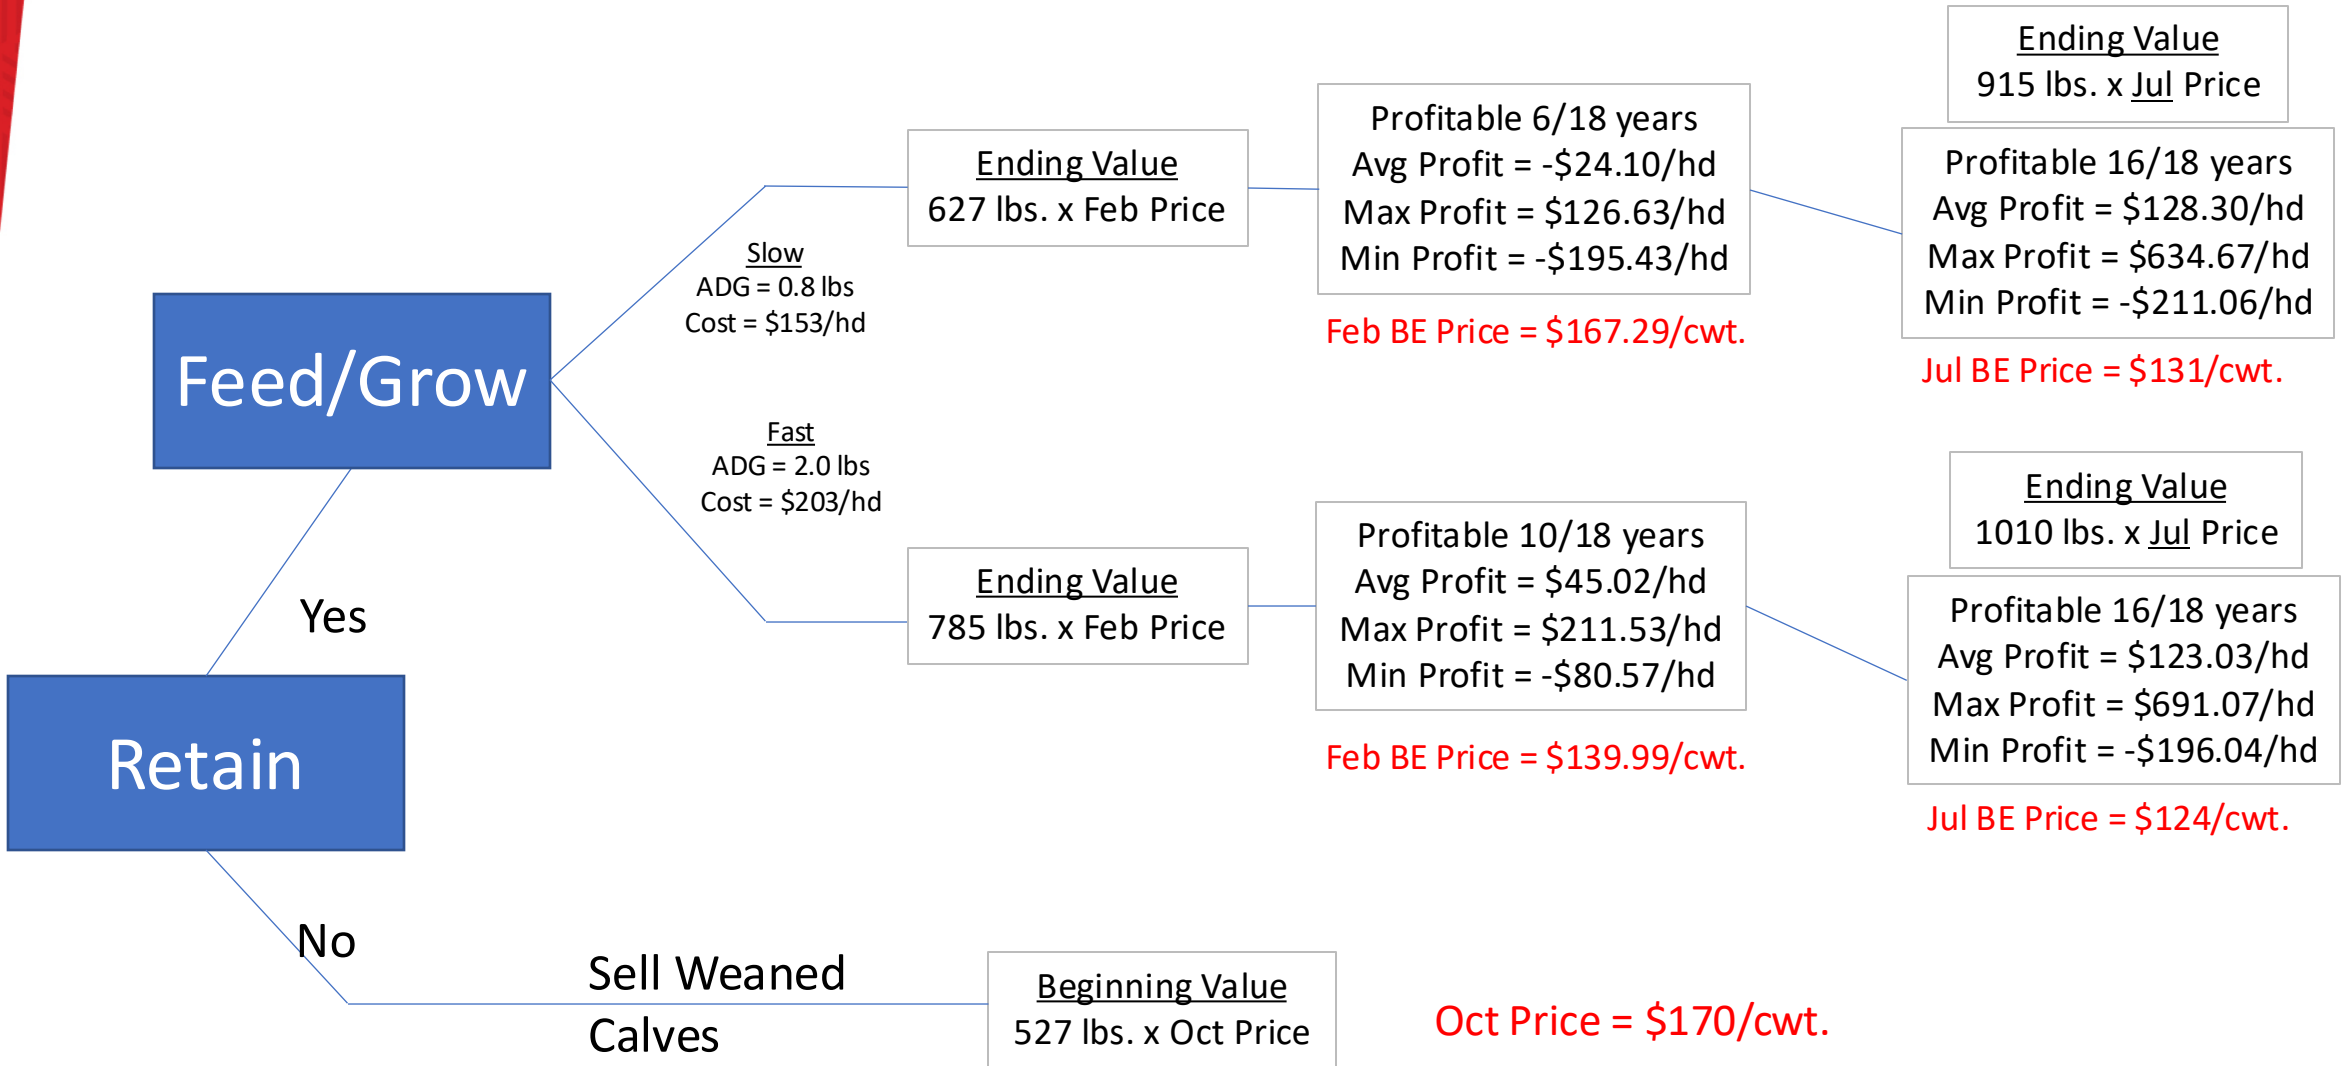 Ending Value
915 lbs. x Jul Price
Profitable 16/18 years
Avg Profit = $128.30/hd
Max Profit = $634.67/hd
Min Profit = -$211.06/hd
Jul BE Price = $131/cwt.
Profitable 6/18 years
Avg Profit = -$24.10/hd
Max Profit = $126.63/hd
Min Profit = -$195.43/hd
Feb BE Price = $167.29/cwt.
Ending Value
627 lbs. x Feb Price
Slow
ADG = 0.8 lbs
Cost = $153/hd
Feed/Grow
Fast
ADG = 2.0 lbs
Cost = $203/hd
Ending Value
785 lbs. x Feb Price
Profitable 10/18 years
Avg Profit = $45.02/hd
Max Profit = $211.53/hd
Min Profit = -$80.57/hd
Feb BE Price = $139.99/cwt.
Ending Value
1010 lbs. x Jul Price
Profitable 16/18 years
Avg Profit = $123.03/hd
Max Profit = $691.07/hd
Min Profit = -$196.04/hd
Jul BE Price = $124/cwt.
Yes
Retain
No
Sell Weaned
Calves
Beginning Value
527 lbs. x Oct Price
Oct Price = $170/cwt.